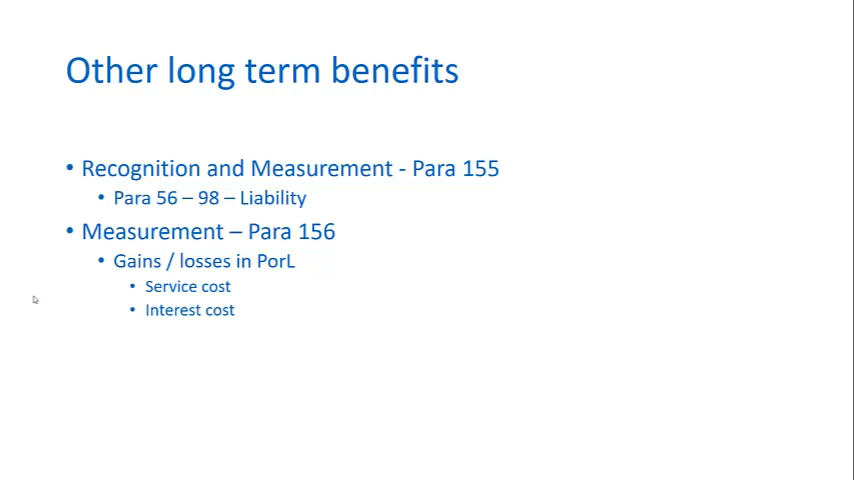 Other long term benefits
• Recognition and Measurement - Para 155
• Para 56 – 98 – Liability
• Measurement – Para 156
• Gains / losses in PorL
• Service cost
• Interest cost